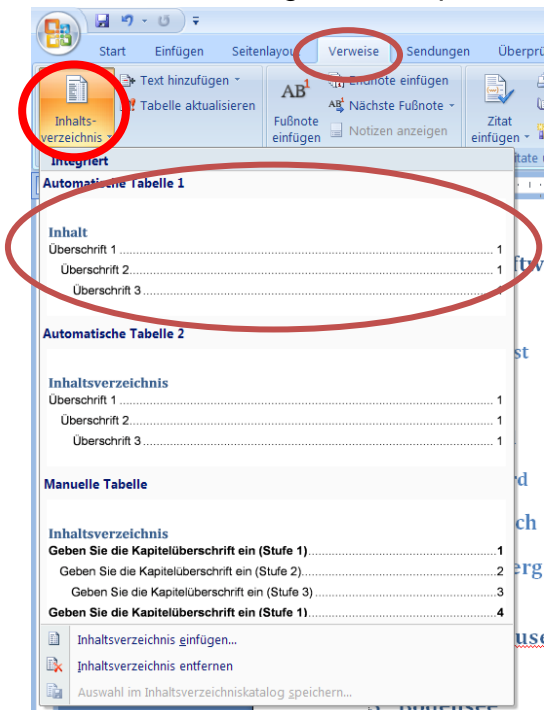 Start Einfügen Seitenlayout Verweise Sendungen Überprü
Inhalts-
verzeichnis
Text hinzufügen
Tabelle aktualisieren
AB1
Fußnote
einfügen
Endnote einfügen
Nächste Fußnote
Notizen anzeigen
Zitat
einfügen
Integriert
Automatische Tabelle 1
Inhalt
Überschrift 1 ........ 1
Überschrift 2 ........ 1
Überschrift 3 ........ 1
Automatische Tabelle 2
Inhaltsverzeichnis
Überschrift 1 ........ 1
Überschrift 2 ........ 1
Überschrift 3 ........ 1
Manuelle Tabelle
Inhaltsverzeichnis
Geben Sie die Kapitelüberschrift ein (Stufe 1) ........ 1
Geben Sie die Kapitelüberschrift ein (Stufe 2) ........ 2
Geben Sie die Kapitelüberschrift ein (Stufe 3) ........ 3
Geben Sie die Kapitelüberschrift ein (Stufe 1) ........ 4
Inhaltsverzeichnis einfügen...
Inhaltsverzeichnis entfernen
Auswahl im Inhaltsverzeichniskatalog speichern...